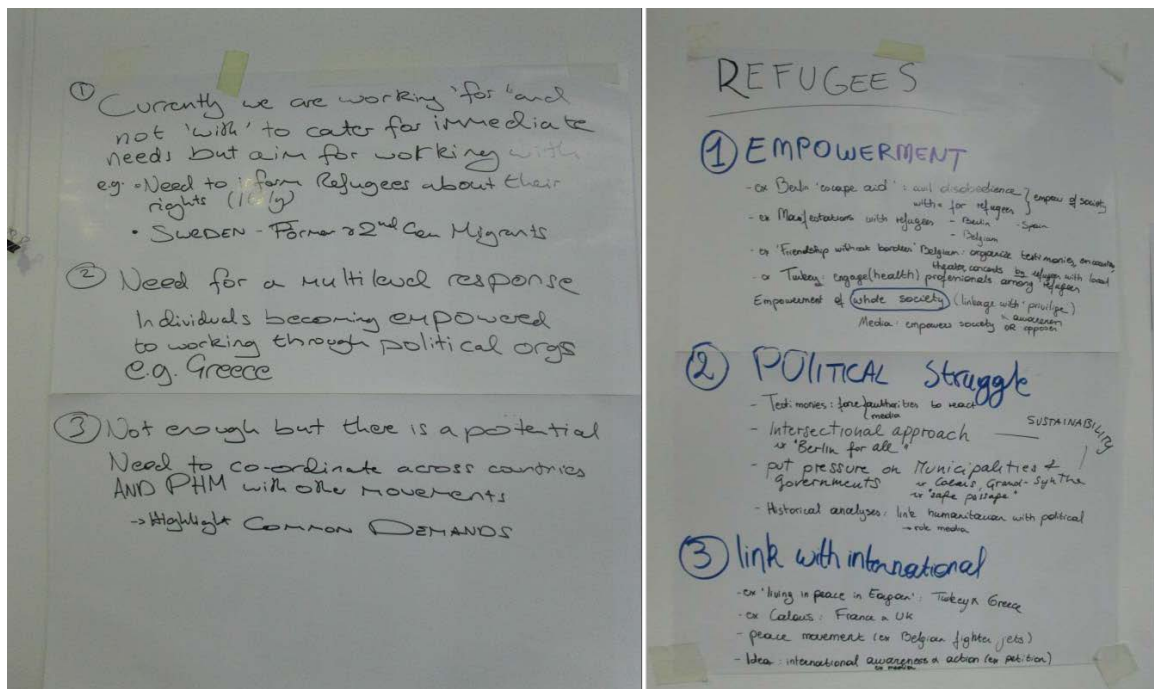 ① Currently we are working 'for' and
not 'with' to cater for immediate
needs but aim for working with
e.g. • Need to inform Refugees about their
rights (Italy)
• SWEDEN - Former & 2nd Gen Migrants
② Need for a multilevel response
Individuals becoming empowered
to working through political orgs
e.g. Greece
③ Not enough but there is a potential
Need to co-ordinate across countries
AND PHM with other movements
→ Highlight COMMON DEMANDS
REFUGEES
① EMPOWERMENT
- ex Berlin 'escape aid' : civil disobedience } empow of society
with & for refugees
- ex Manifestations with refugees - Berlin - Spain
- Belgium
- ex 'Friendship without borders' Belgium: organize testimonies,
theater, concerts by refugees with local
- ex Turkey: engage (health) professionals among refugees
Empowerment of whole society (linkage with 'privilige')
& awareness
Media: empower society OR oppose
② POLITICAL Struggle
- Testimonies: force authorities to react
media
- Intersectional approach
ex "Berlin for all"
SUSTAINABILITY
- put pressure on Municipalities &
governments ex Calais, Grand-Synthe
ex "safe passage"
- Historical analyses: link humanitarian with political
→ role media
③ link with international
- ex 'living in peace in Eagean': Turkey & Greece
- ex Calais: France & UK
- peace movement (ex Belgian fighter jets)
- Idea: international awareness & action (ex petition)
ex media